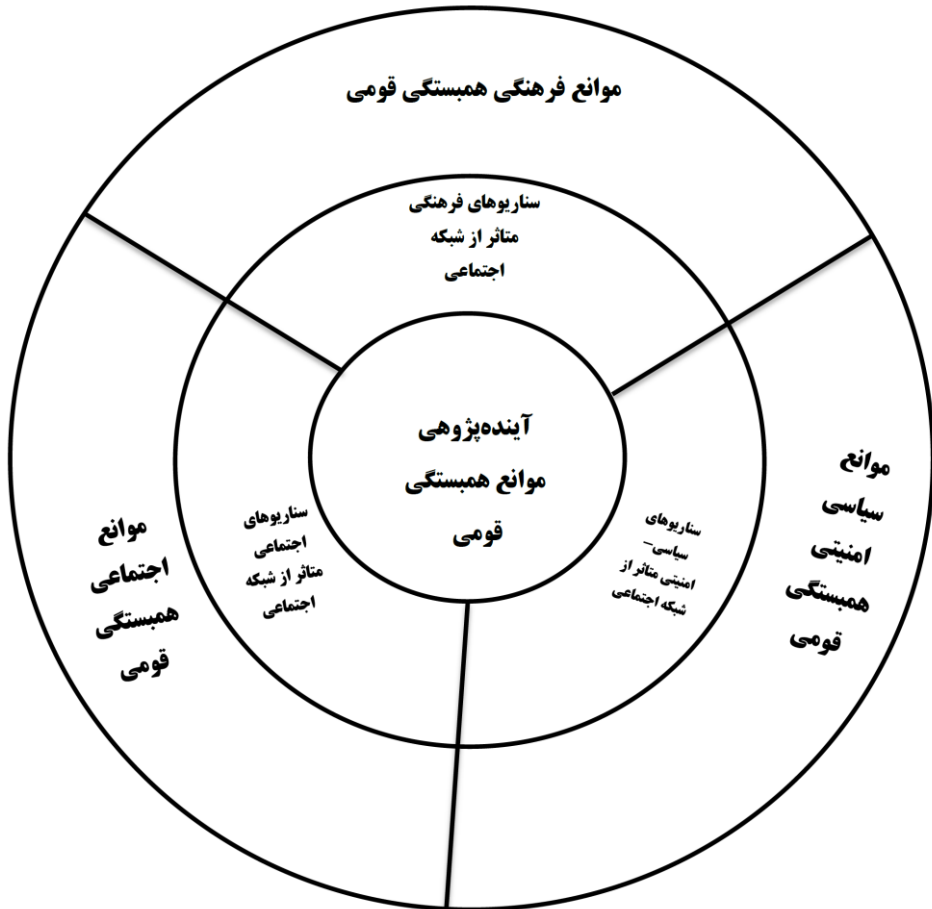 موانع فرهنگی همبستگی قومی
سناریوهای فرهنگی
متاثر از شبکه
اجتماعی
آینده‌پژوهی
موانع همبستگی
قومی
موانع
سیاسی
امنیتی
همبستگی
قومی
سناریوهای
سیاسی–
امنیتی متاثر از
شبکه اجتماعی
سناریوهای
اجتماعی
متاثر از شبکه
اجتماعی
موانع
اجتماعی
همبستگی
قومی